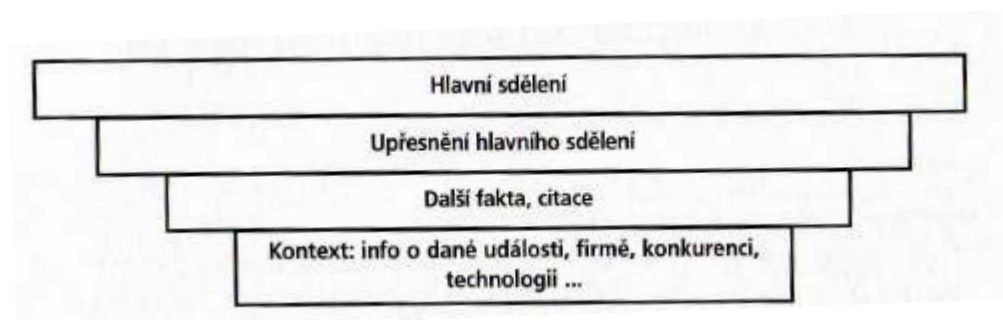 Hlavní sdělení
Upřesnění hlavního sdělení
Další fakta, citace
Kontext: info o dané události, firmě, konkurenci,
technologii ...